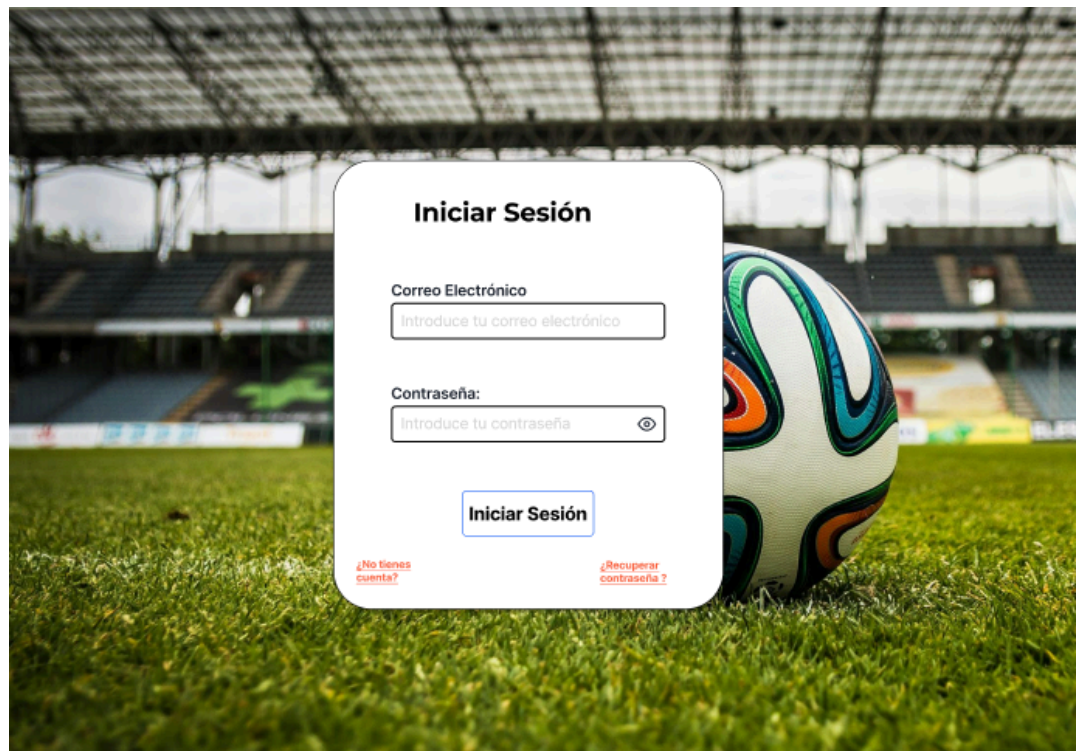 Iniciar Sesión
Correo Electrónico
Introduce tu correo electrónico
Contraseña:
Introduce tu contraseña
Iniciar Sesión
¿No tienes
cuenta?
¿Recuperar
contraseña ?